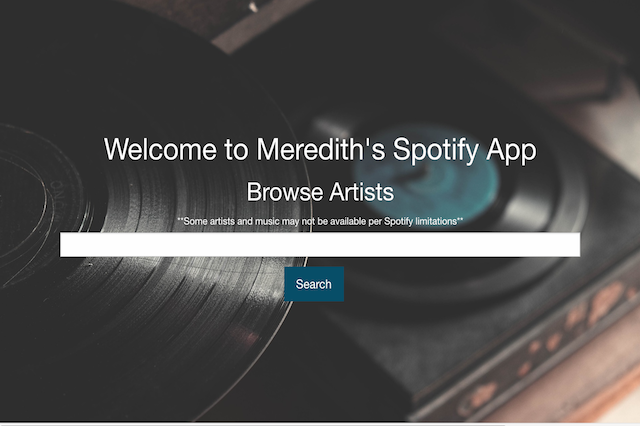 Welcome to Meredith's Spotify App
Browse Artists
**Some artists and music may not be available per Spotify limitations**
Search